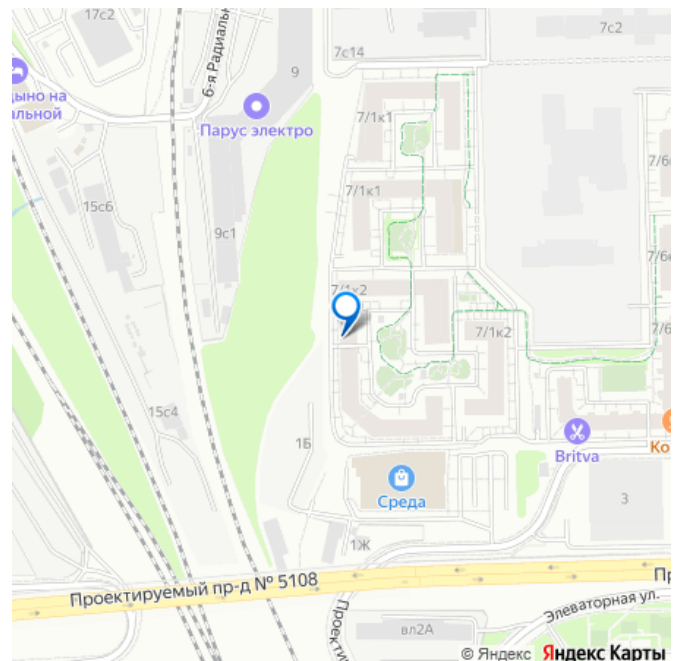 17с2
7с2
7с14
6-я Радиальн
9
ыно на
альной
Парус электро
7/1к1
7/1к1
7/6
15с6
9с1
7/6
7/1к2
7/1к2
7/6
15с4
1Б
Britva
Ко
Среда
3
1Ж
Проектируемый пр-д № 5108
Пр
Проекти
Элеваторная ул.
вл2А
© Яндекс Яндекс Карты